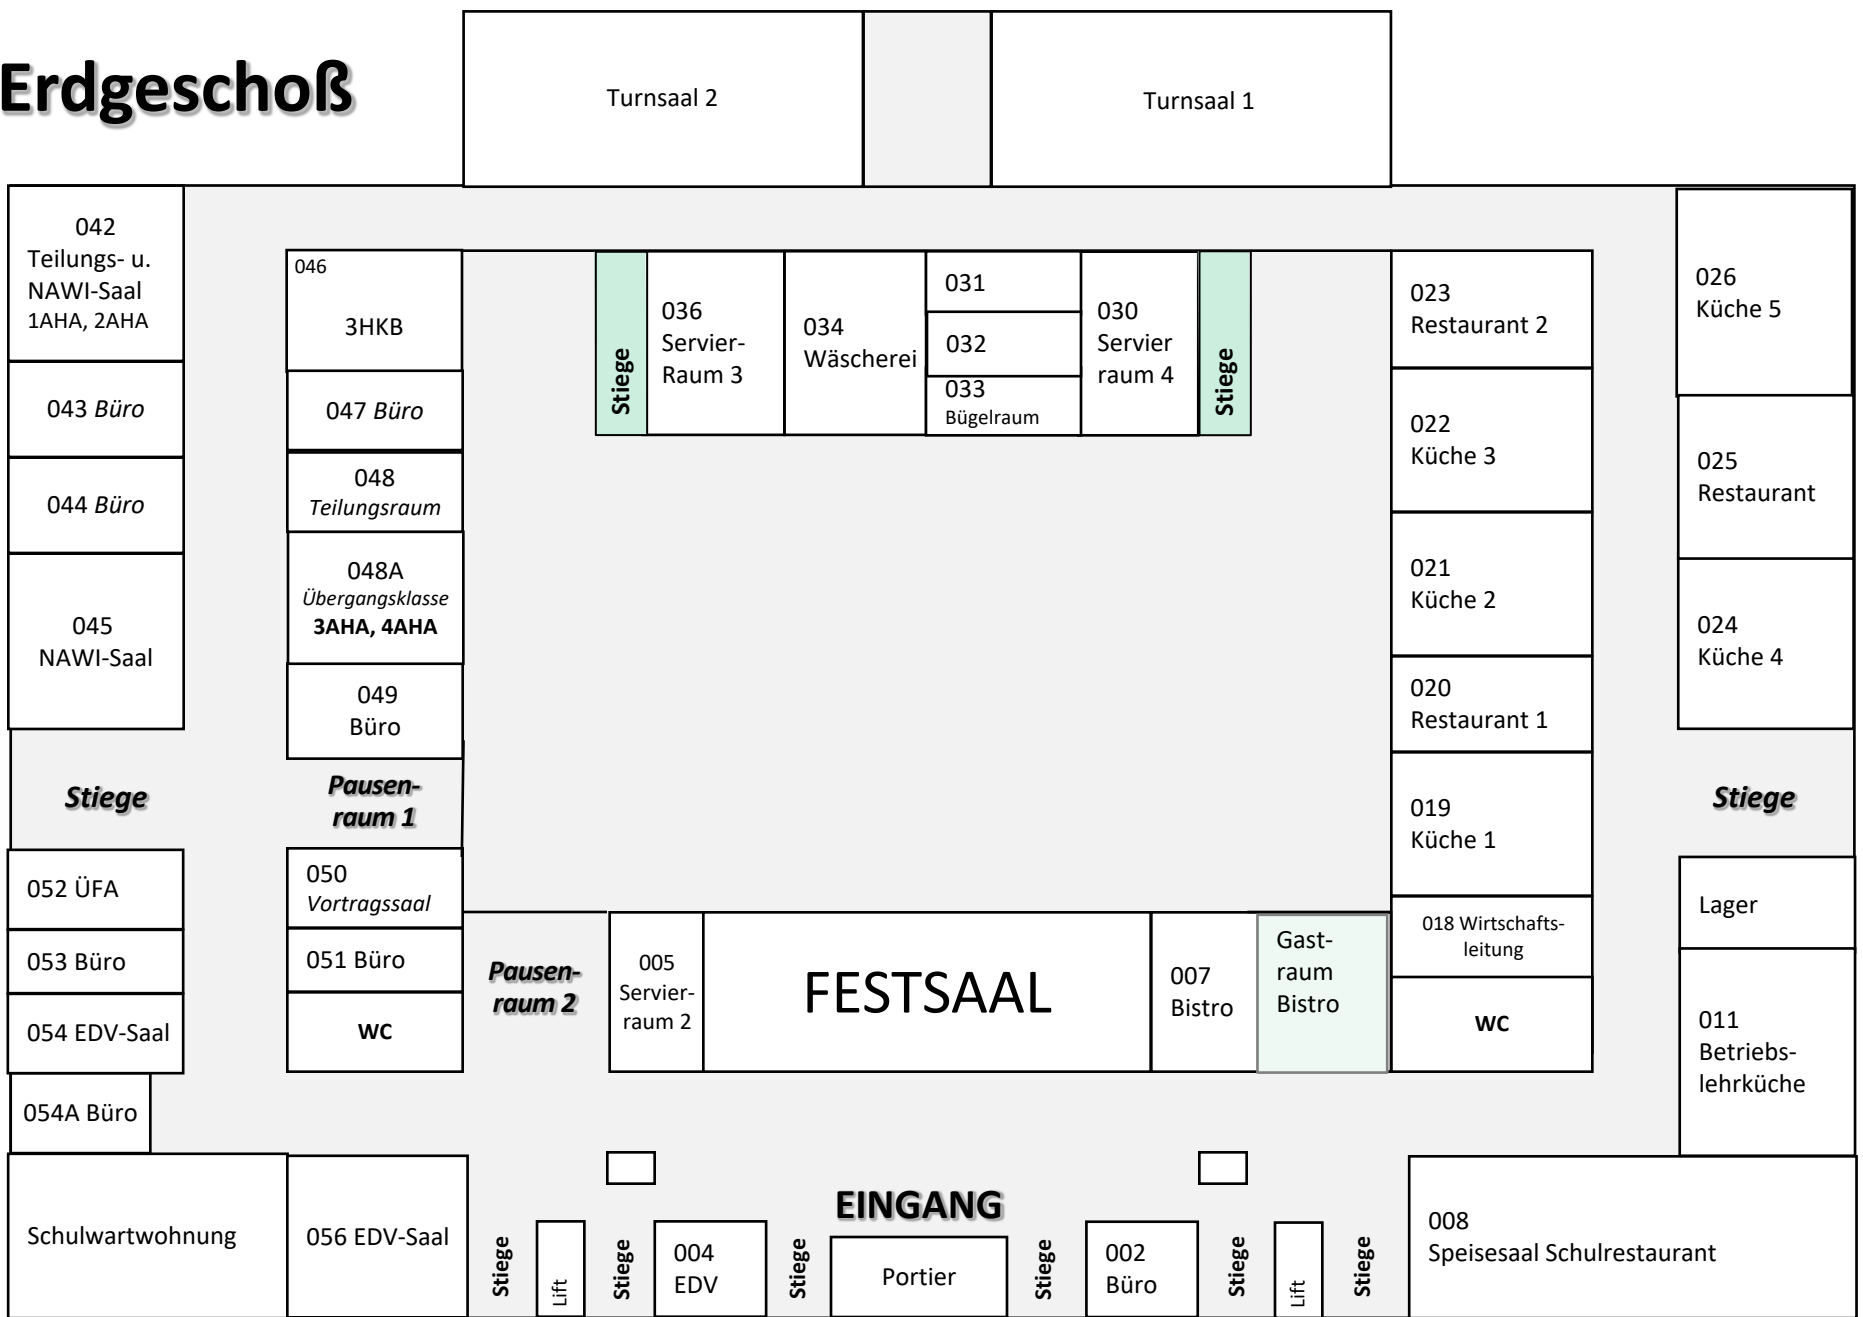 Erdgeschoß
Turnsaal 2
Turnsaal 1
042
Teilungs- u.
NAWI-Saal
1AHA, 2AHA
043 Büro
044 Büro
045
NAWI-Saal
Stiege
052 ÜFA
053 Büro
054 EDV-Saal
054A Büro
Schulwartwohnung
046
3HKB
047 Büro
048
Teilungsraum
048A
Übergangsklasse
3AHA, 4AHA
049
Büro
Pausen-
raum 1
050
Vortragssaal
051 Büro
WC
056 EDV-Saal
Stiege
036
Servier-
Raum 3
034
Wäscherei
031
032
033
Bügelraum
030
Servier
raum 4
Stiege
Pausen-
raum 2
005
Servier-
raum 2
FESTSAAL
007
Bistro
Gast-
raum
Bistro
023
Restaurant 2
022
Küche 3
021
Küche 2
020
Restaurant 1
019
Küche 1
018 Wirtschafts-
leitung
WC
026
Küche 5
025
Restaurant
024
Küche 4
Stiege
Lager
011
Betriebs-
lehrküche
EINGANG
Stiege
Lift
Stiege
004
EDV
Stiege
Portier
Stiege
002
Büro
Stiege
Lift
Stiege
008
Speisesaal Schulrestaurant